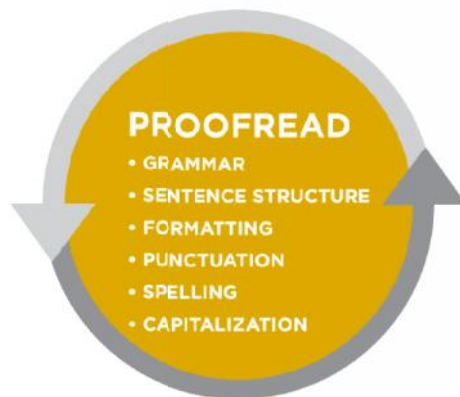 PROOFREAD
• GRAMMAR
• SENTENCE STRUCTURE
• FORMATTING
• PUNCTUATION
• SPELLING
• CAPITALIZATION